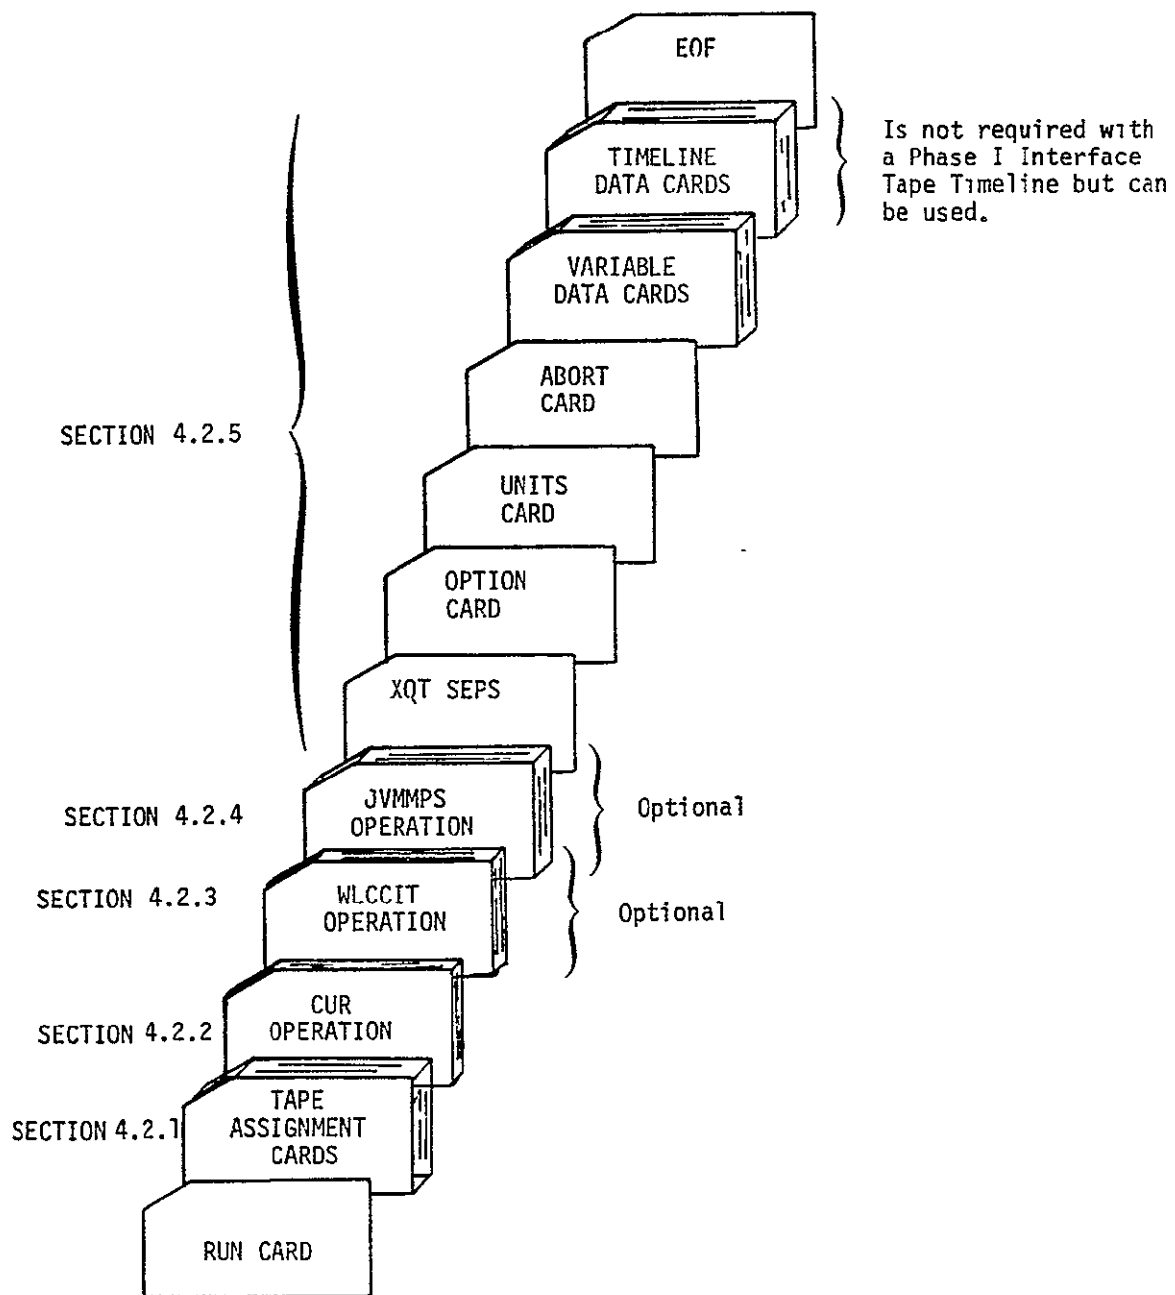 EOF
Is not required with
a Phase I Interface
Tape Timeline but can
be used.
TIMELINE
DATA CARDS
VARIABLE
DATA CARDS
ABORT
CARD
SECTION 4.2.5
UNITS
CARD
OPTION
CARD
XQT SEPS
SECTION 4.2.4
JVMMPS
OPERATION
Optional
SECTION 4.2.3
WLCCIT
OPERATION
Optional
SECTION 4.2.2
CUR
OPERATION
SECTION 4.2.1
TAPE
ASSIGNMENT
CARDS
RUN CARD